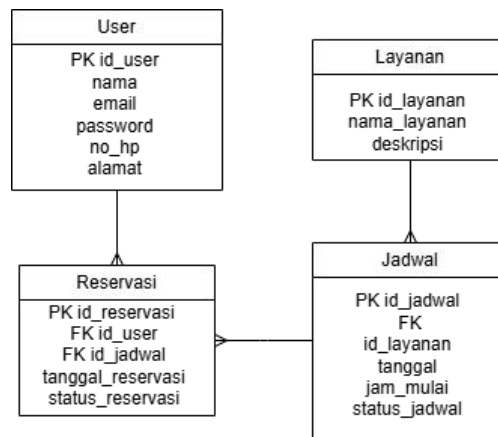 User
PK id_user
nama
email
password
no_hp
alamat
Layanan
PK id_layanan
nama_layanan
deskripsi
Reservasi
PK id_reservasi
FK id_user
FK id_jadwal
tanggal_reservasi
status_reservasi
Jadwal
PK id_jadwal
FK
id_layanan
tanggal
jam_mulai
status_jadwal